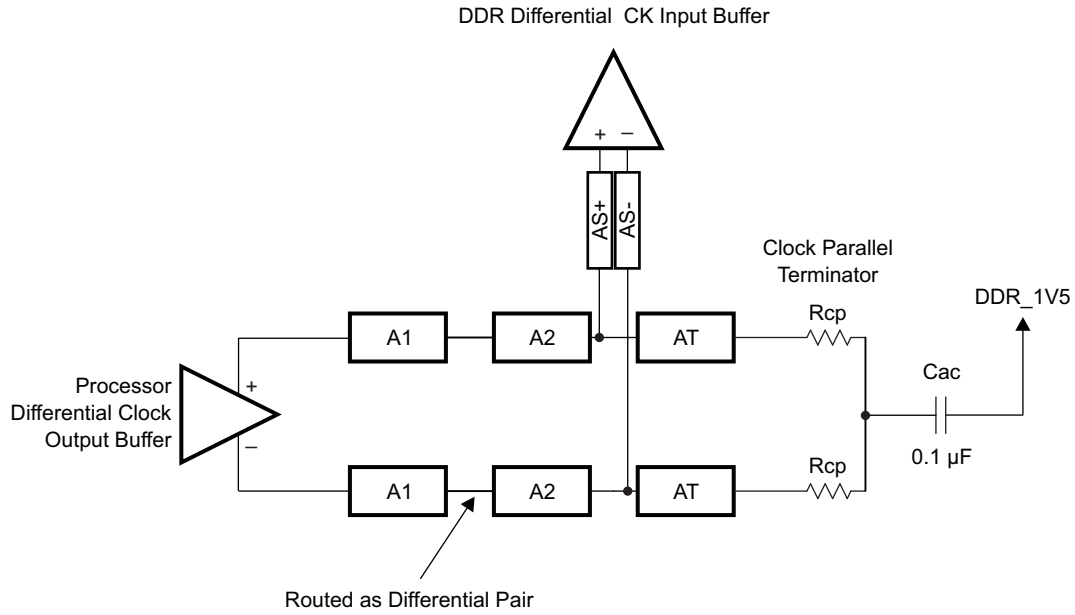 DDR Differential CK Input Buffer
+ −
AS+ AS-
Clock Parallel
Terminator
DDR_1V5
A1 A2 AT Rcp
Cac
Processor
Differential Clock
Output Buffer
+
−
0.1 µF
A1 A2 AT Rcp
Routed as Differential Pair